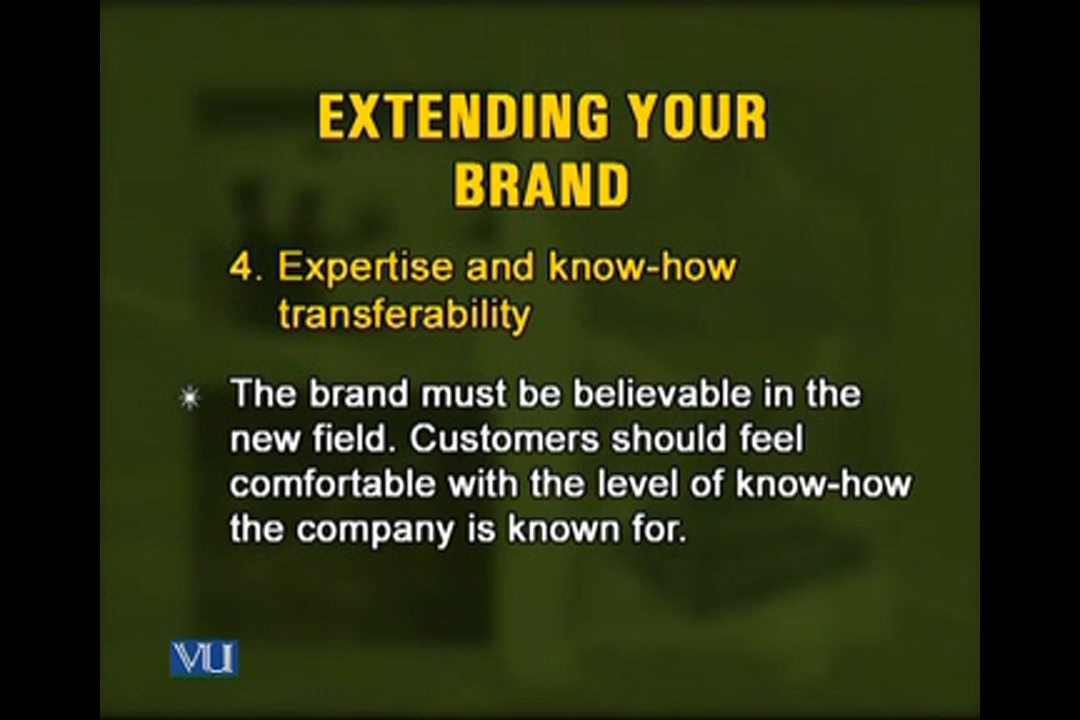 EXTENDING YOUR
BRAND
4. Expertise and know-how
transferability
The brand must be believable in the
new field. Customers should feel
comfortable with the level of know-how
the company is known for.
VU